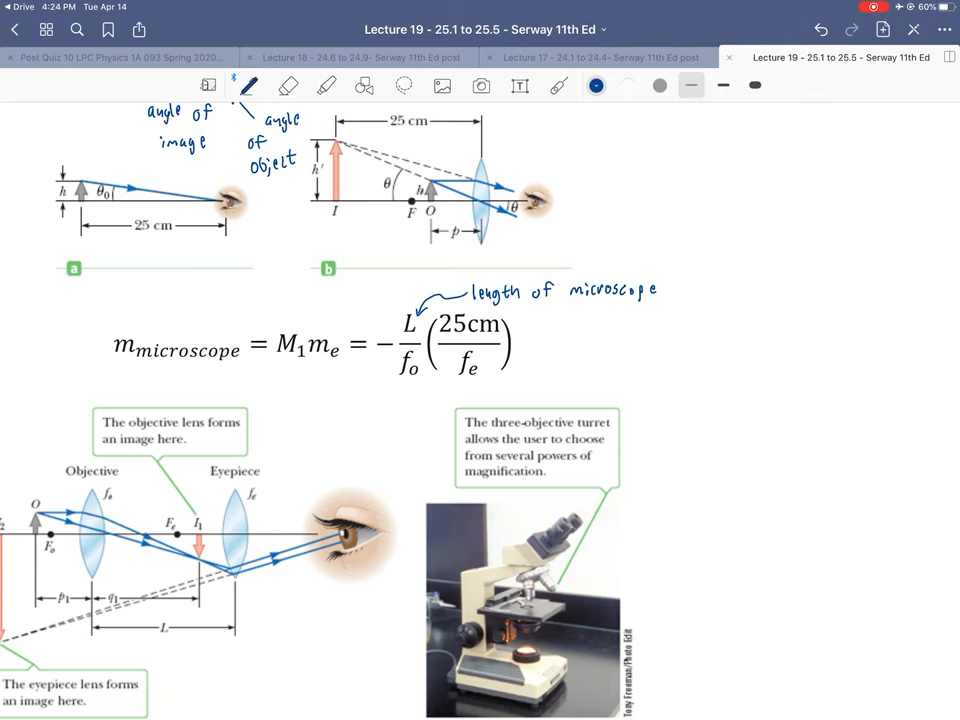 Drive 4:24 PM Tue Apr 14
60%
Lecture 19 - 25.1 to 25.5 - Serway 11th Ed
Post Quiz 10 LPC Physics 1A 093 Spring 2020...
Lecture 18 - 24.6 to 24.9- Serway 11th Ed post
Lecture 17 - 24.1 to 24.4- Serway 11th Ed post
Lecture 19 - 25.1 to 25.5 - Serway 11th Ed
angle of
image
angle
of
object
h
θ0
25 cm
a
25 cm
h'
θ
h
θ
I
F O
p
b
length of microscope
m_microscope = M_1 m_e = − L/f_o (25cm/f_e)
The objective lens forms
an image here.
Objective
Eyepiece
fo
fe
O
Fe
I1
Fo
2
p1
q1
L
The eyepiece lens forms
an image here.
The three-objective turret
allows the user to choose
from several powers of
magnification.
Tony Freeman/Photo Edit